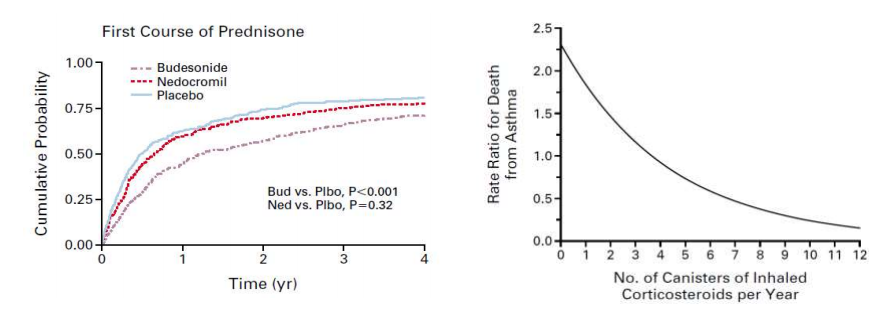 First Course of Prednisone
Cumulative Probability
1.00
0.75
0.50
0.25
0.00
Budesonide
Nedocromil
Placebo
Bud vs. Plbo, P<0.001
Ned vs. Plbo, P=0.32
0 1 2 3 4
Time (yr)
Rate Ratio for Death
from Asthma
2.5
2.0
1.5
1.0
0.5
0.0
0 1 2 3 4 5 6 7 8 9 10 11 12
No. of Canisters of Inhaled
Corticosteroids per Year